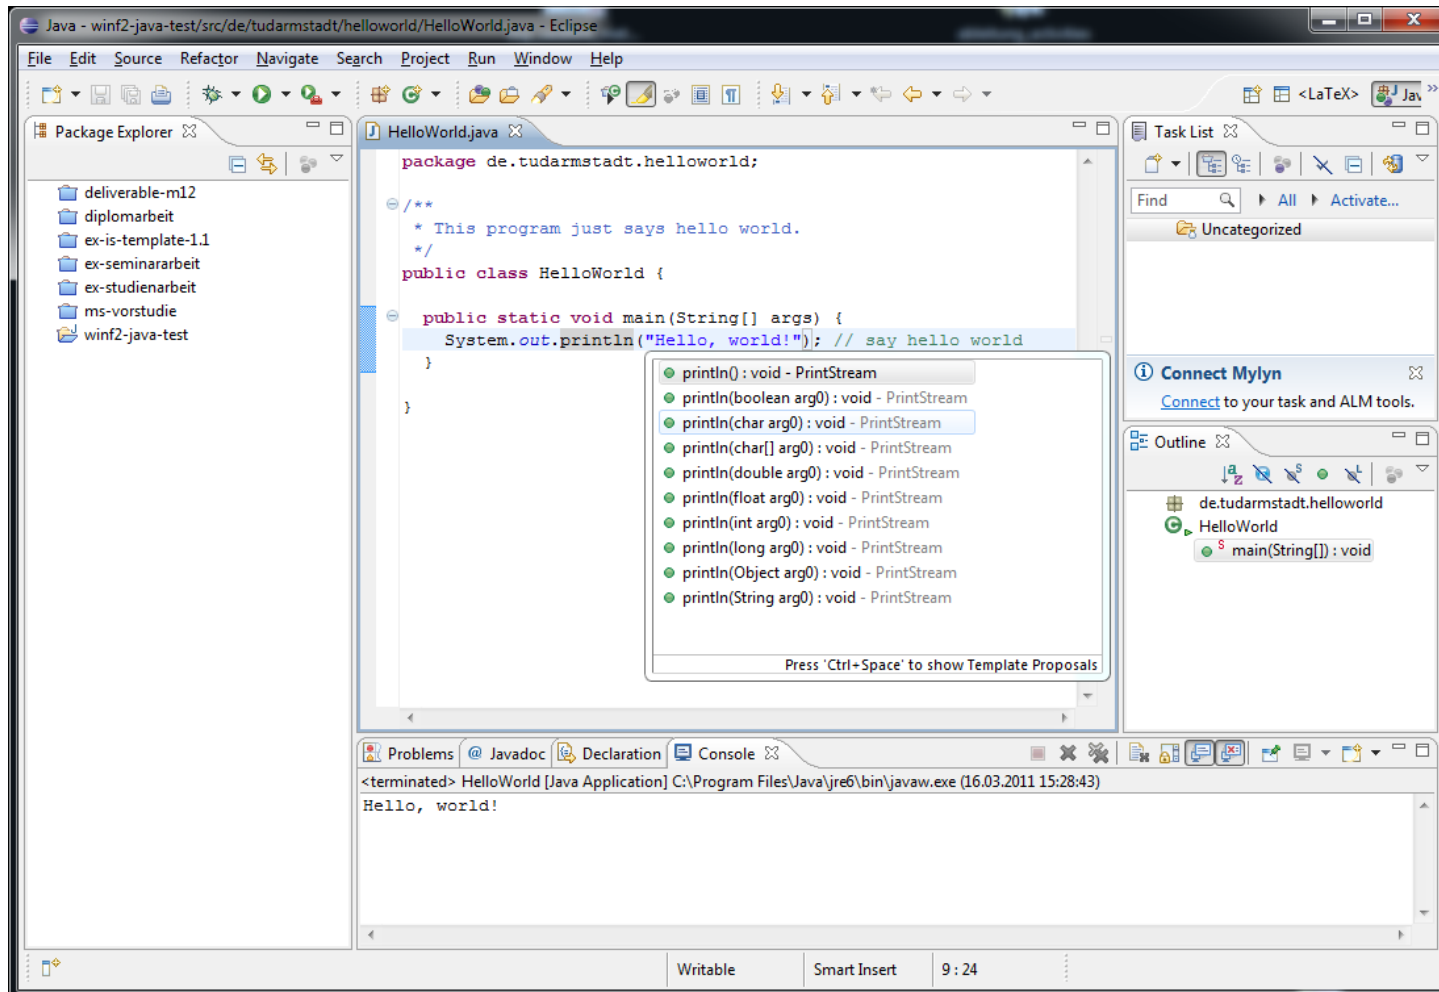 Java - winf2-java-test/src/de/tudarmstadt/helloworld/HelloWorld.java - Eclipse
File Edit Source Refactor Navigate Search Project Run Window Help
<LaTeX> Jav
Package Explorer
deliverable-m12
diplomarbeit
ex-is-template-1.1
ex-seminararbeit
ex-studienarbeit
ms-vorstudie
winf2-java-test
HelloWorld.java
package de.tudarmstadt.helloworld;
/**
* This program just says hello world.
*/
public class HelloWorld {
public static void main(String[] args) {
System.out.println("Hello, world!"); // say hello world
}
}
println() : void - PrintStream
println(boolean arg0) : void - PrintStream
println(char arg0) : void - PrintStream
println(char[] arg0) : void - PrintStream
println(double arg0) : void - PrintStream
println(float arg0) : void - PrintStream
println(int arg0) : void - PrintStream
println(long arg0) : void - PrintStream
println(Object arg0) : void - PrintStream
println(String arg0) : void - PrintStream
Press 'Ctrl+Space' to show Template Proposals
Task List
Find All Activate...
Uncategorized
Connect Mylyn
Connect to your task and ALM tools.
Outline
de.tudarmstadt.helloworld
HelloWorld
main(String[]) : void
Problems @ Javadoc Declaration Console
<terminated> HelloWorld [Java Application] C:\Program Files\Java\jre6\bin\javaw.exe (16.03.2011 15:28:43)
Hello, world!
Writable Smart Insert 9 : 24